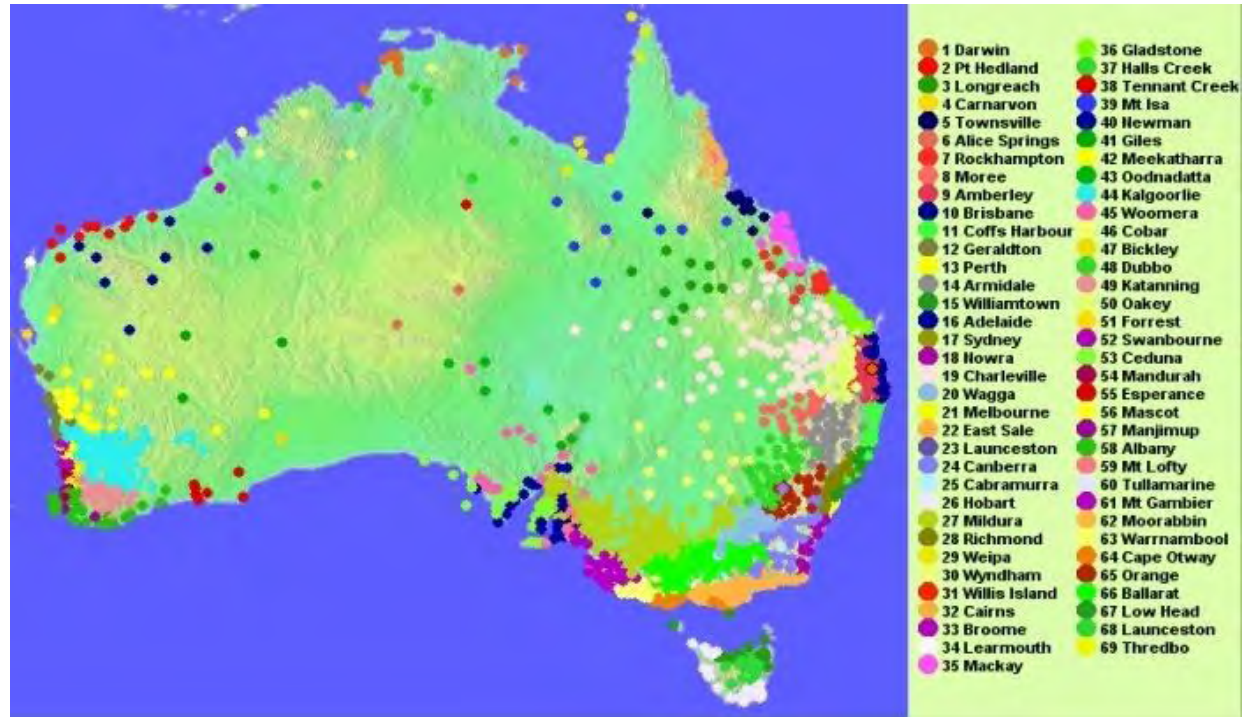 1 Darwin
2 Pt Hedland
3 Longreach
4 Carnarvon
5 Townsville
6 Alice Springs
7 Rockhampton
8 Moree
9 Amberley
10 Brisbane
11 Coffs Harbour
12 Geraldton
13 Perth
14 Armidale
15 Williamtown
16 Adelaide
17 Sydney
18 Nowra
19 Charleville
20 Wagga
21 Melbourne
22 East Sale
23 Launceston
24 Canberra
25 Cabramurra
26 Hobart
27 Mildura
28 Richmond
29 Weipa
30 Wyndham
31 Willis Island
32 Cairns
33 Broome
34 Learmouth
35 Mackay
36 Gladstone
37 Halls Creek
38 Tennant Creek
39 Mt Isa
40 Newman
41 Giles
42 Meekatharra
43 Oodnadatta
44 Kalgoorlie
45 Woomera
46 Cobar
47 Bickley
48 Dubbo
49 Katanning
50 Oakey
51 Forrest
52 Swanbourne
53 Ceduna
54 Mandurah
55 Esperance
56 Mascot
57 Manjimup
58 Albany
59 Mt Lofty
60 Tullamarine
61 Mt Gambier
62 Moorabbin
63 Warrnambool
64 Cape Otway
65 Orange
66 Ballarat
67 Low Head
68 Launceston
69 Thredbo